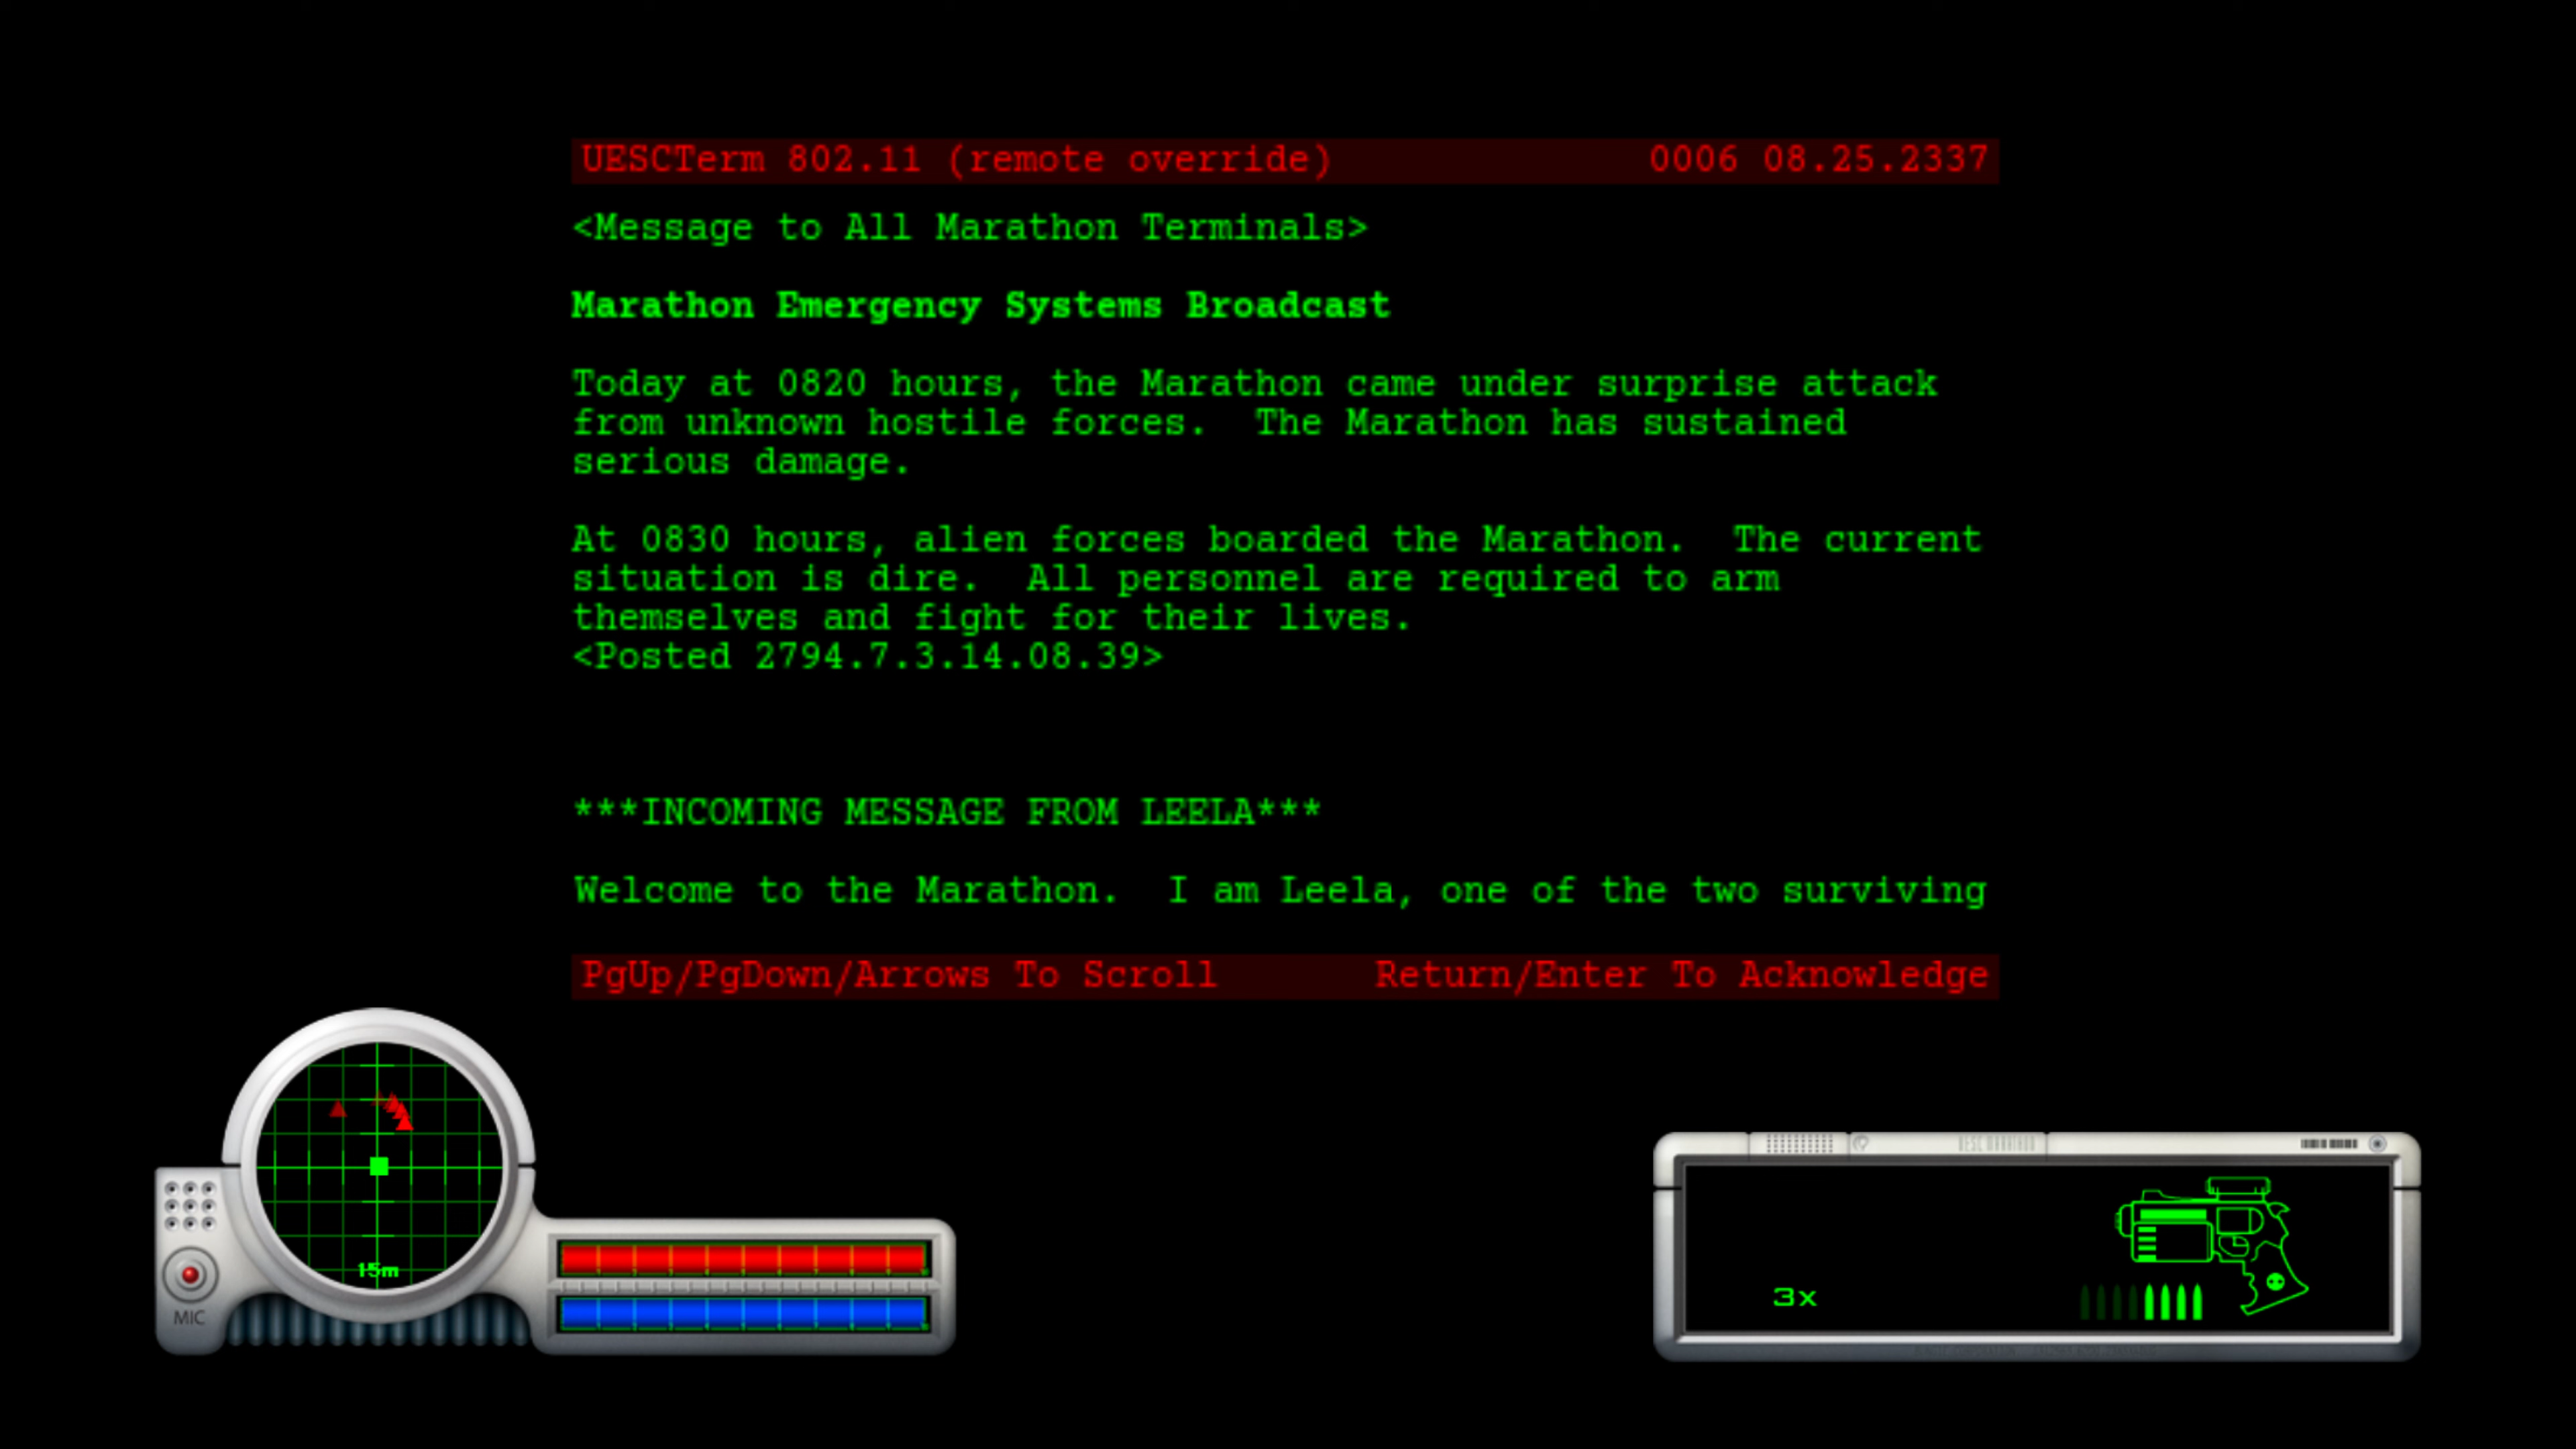 UESCTerm 802.11 (remote override) 0006 08.25.2337
<Message to All Marathon Terminals>
Marathon Emergency Systems Broadcast
Today at 0820 hours, the Marathon came under surprise attack
from unknown hostile forces.  The Marathon has sustained
serious damage.
At 0830 hours, alien forces boarded the Marathon.  The current
situation is dire.  All personnel are required to arm
themselves and fight for their lives.
<Posted 2794.7.3.14.08.39>
***INCOMING MESSAGE FROM LEELA***
Welcome to the Marathon.  I am Leela, one of the two surviving
PgUp/PgDown/Arrows To Scroll Return/Enter To Acknowledge
15m
MIC
UESC MARATHON
3x